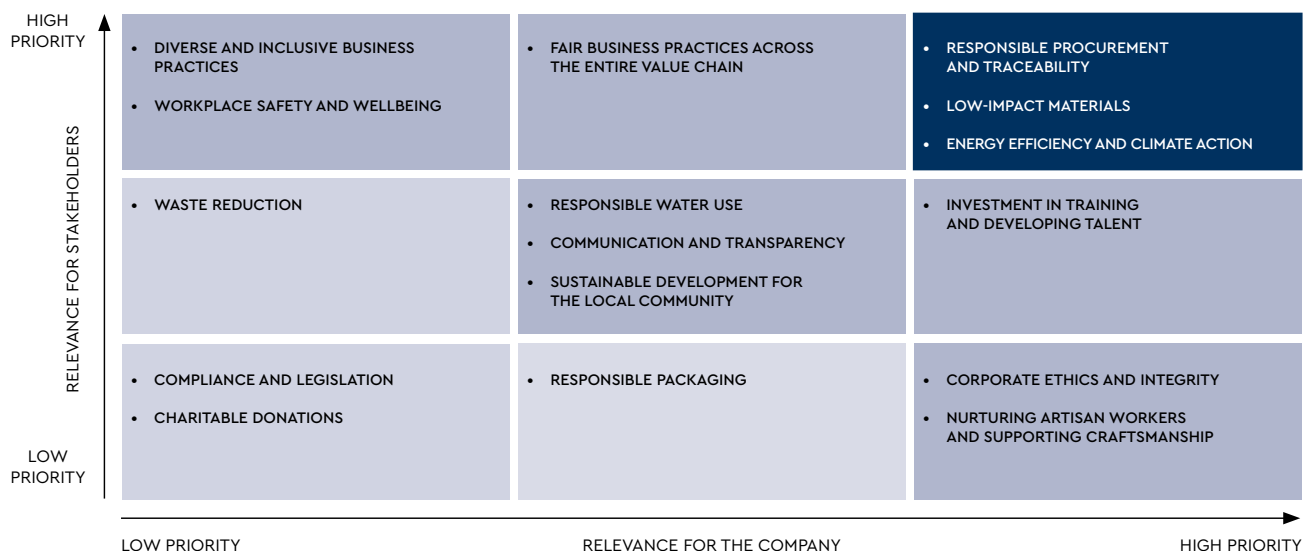 HIGH
PRIORITY
• DIVERSE AND INCLUSIVE BUSINESS
PRACTICES
• WORKPLACE SAFETY AND WELLBEING
• FAIR BUSINESS PRACTICES ACROSS
THE ENTIRE VALUE CHAIN
• RESPONSIBLE PROCUREMENT
AND TRACEABILITY
• LOW-IMPACT MATERIALS
• ENERGY EFFICIENCY AND CLIMATE ACTION
RELEVANCE FOR STAKEHOLDERS
• WASTE REDUCTION
• RESPONSIBLE WATER USE
• COMMUNICATION AND TRANSPARENCY
• SUSTAINABLE DEVELOPMENT FOR
THE LOCAL COMMUNITY
• INVESTMENT IN TRAINING
AND DEVELOPING TALENT
• COMPLIANCE AND LEGISLATION
• CHARITABLE DONATIONS
• RESPONSIBLE PACKAGING
• CORPORATE ETHICS AND INTEGRITY
• NURTURING ARTISAN WORKERS
AND SUPPORTING CRAFTSMANSHIP
LOW
PRIORITY
LOW PRIORITY
RELEVANCE FOR THE COMPANY
HIGH PRIORITY